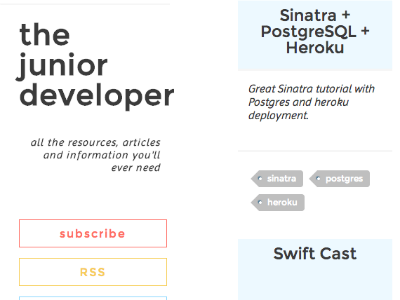 the
junior
developer
all the resources, articles
and information you'll
ever need
subscribe
RSS
Sinatra +
PostgreSQL +
Heroku
Great Sinatra tutorial with
Postgres and heroku
deployment.
sinatra
postgres
heroku
Swift Cast